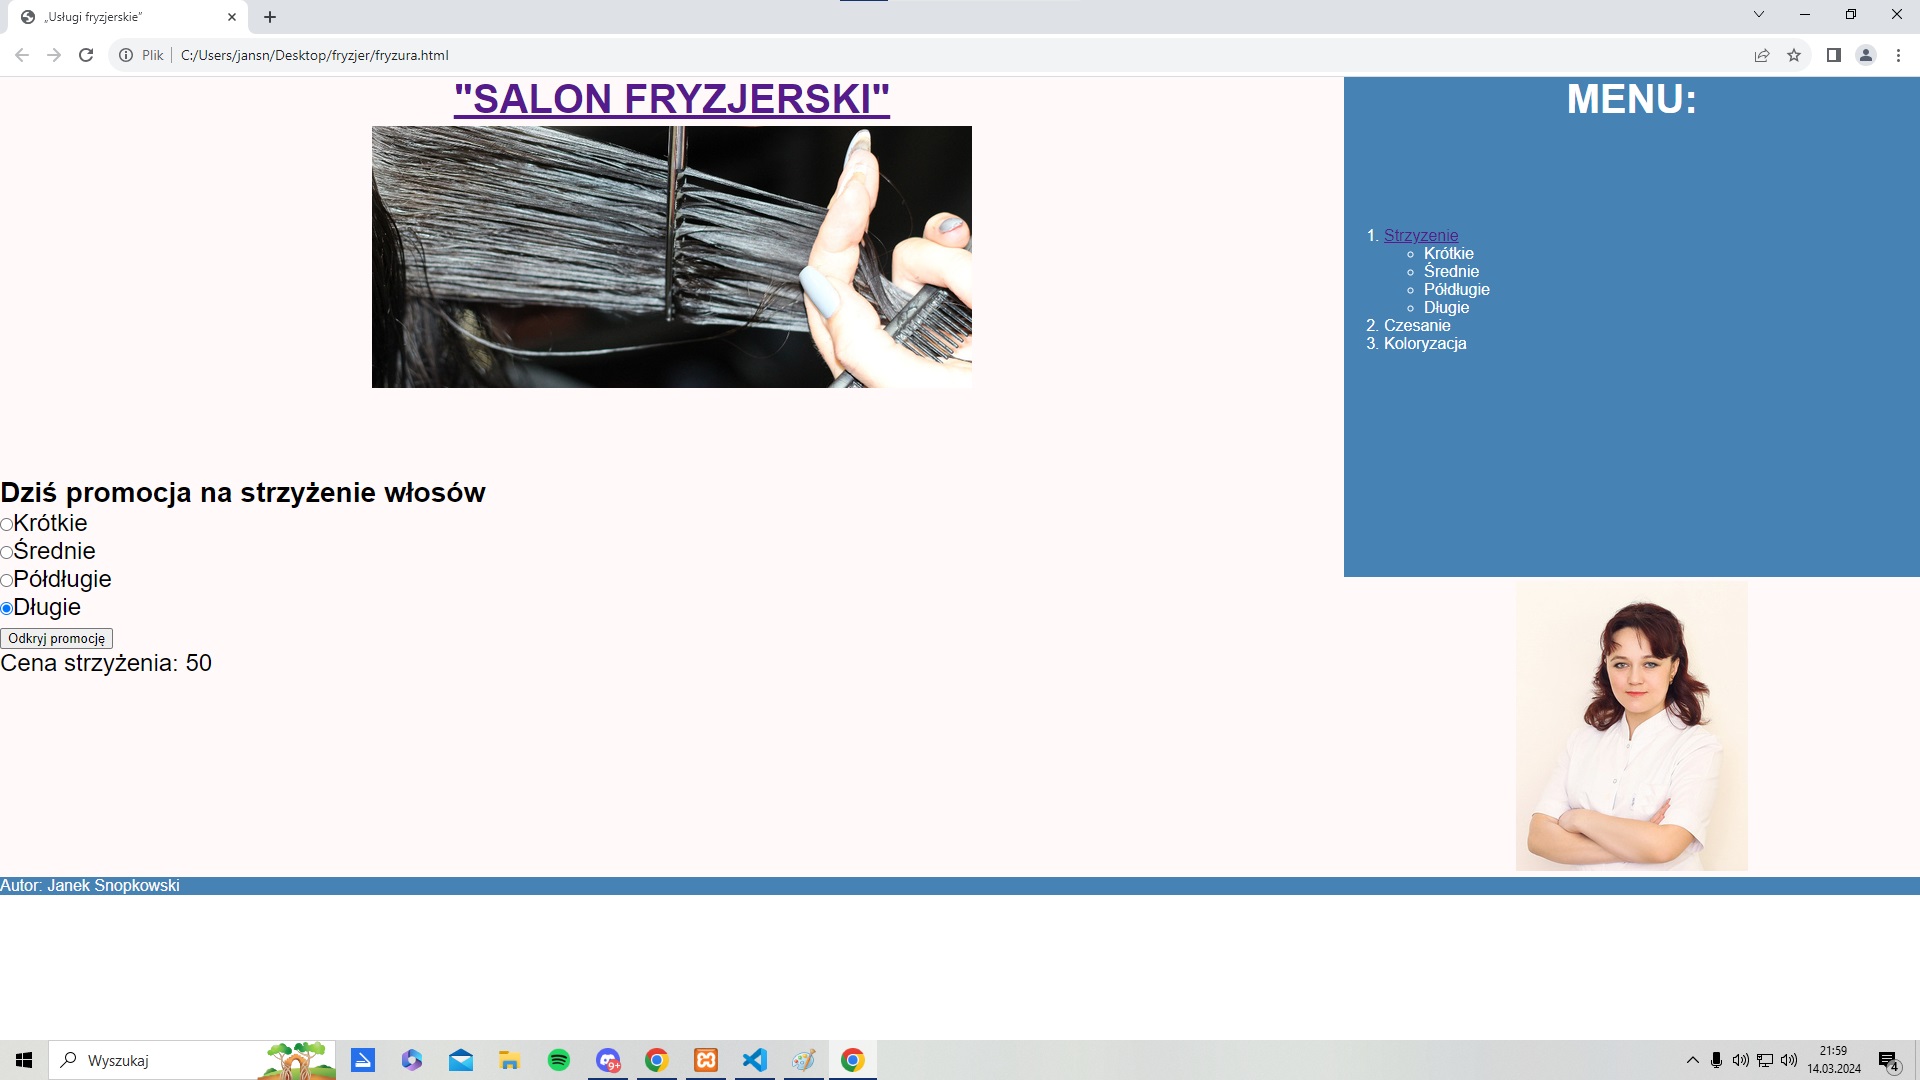 „Usługi fryzjerskie”
Plik
C:/Users/jansn/Desktop/fryzjer/fryzura.html
"SALON FRYZJERSKI"
MENU:
1. Strzyzenie
Krótkie
Średnie
Półdługie
Długie
2. Czesanie
3. Koloryzacja
Dziś promocja na strzyżenie włosów
Krótkie
Średnie
Półdługie
Długie
Odkryj promocję
Cena strzyżenia: 50
Autor: Janek Snopkowski
Wyszukaj
9+
21:59
14.03.2024
4